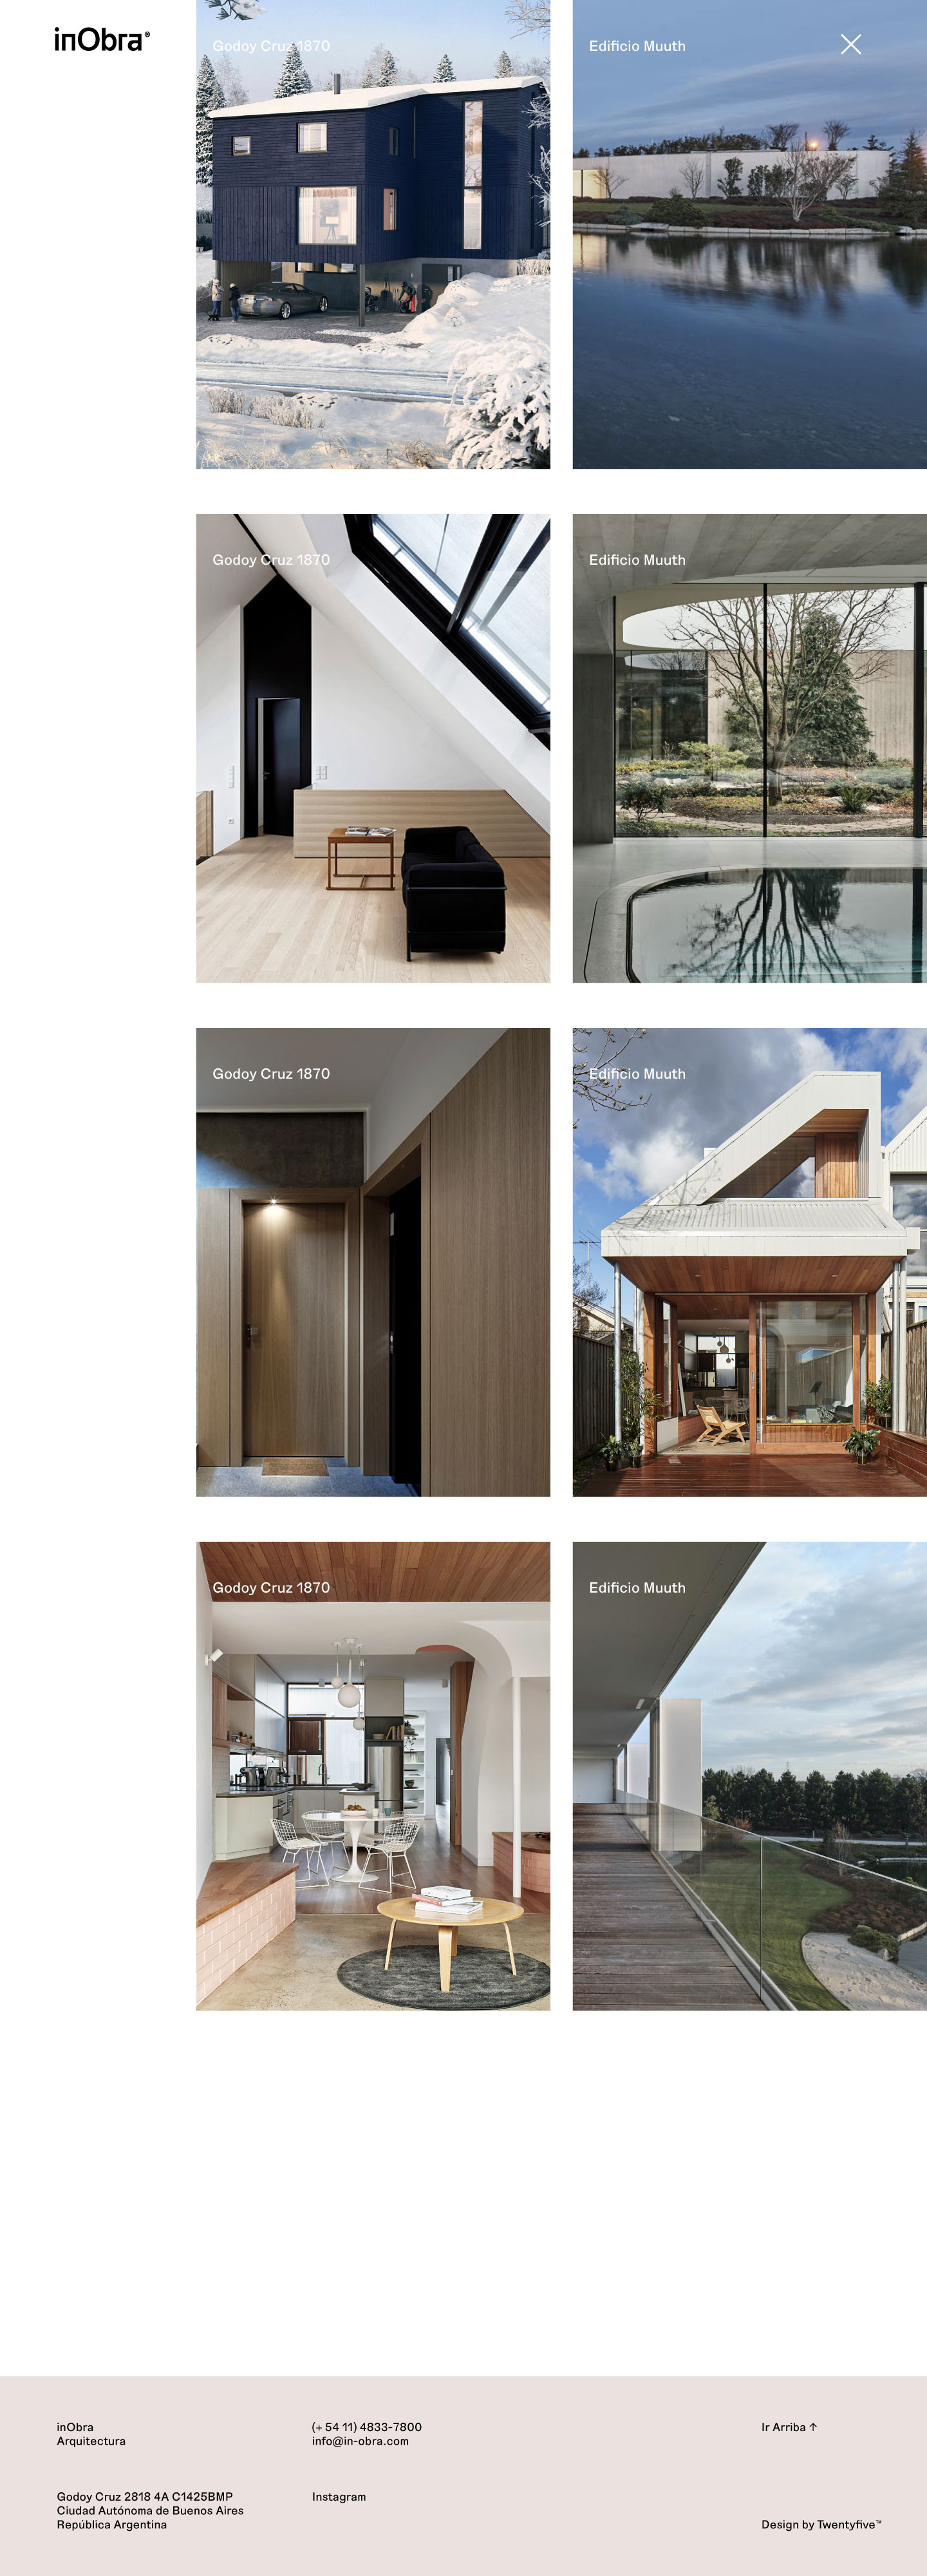 inObra®
Godoy Cruz 1870
Edificio Muuth
Godoy Cruz 1870
Edificio Muuth
Godoy Cruz 1870
Edificio Muuth
Godoy Cruz 1870
Edificio Muuth
inObra
Arquitectura
(+ 54 11) 4833-7800
info@in-obra.com
Ir Arriba ↑
Godoy Cruz 2818 4A C1425BMP
Ciudad Autónoma de Buenos Aires
República Argentina
Instagram
Design by Twentyfive™